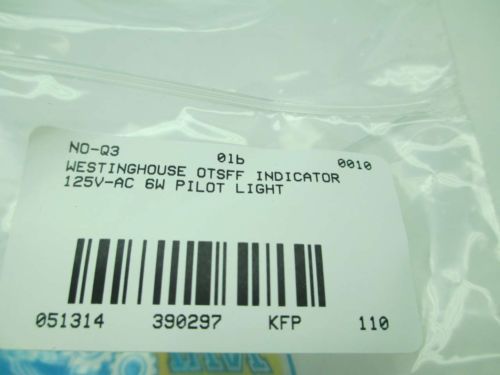 NO-Q3 01b 0010
WESTINGHOUSE OTSFF INDICATOR
125V-AC 6W PILOT LIGHT
051314 390297 KFP 110